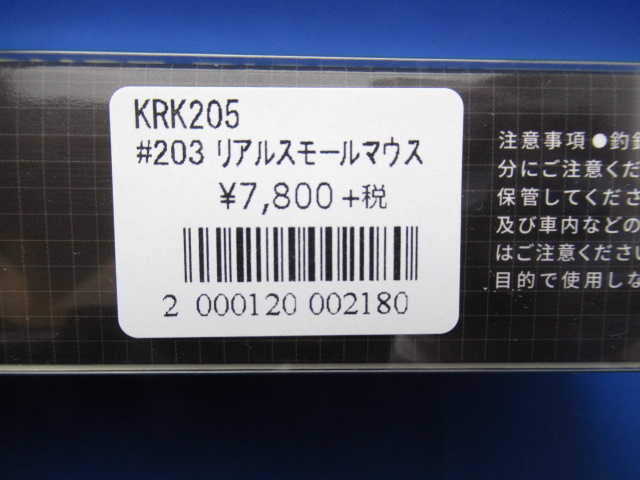 KRK205
#203 リアルスモールマウス
¥7,800+税
2 000120 002180
注意事項 ●釣
分にご注意くだ
保管してくださ
及び車内などの
はご注意ください
目的で使用しな